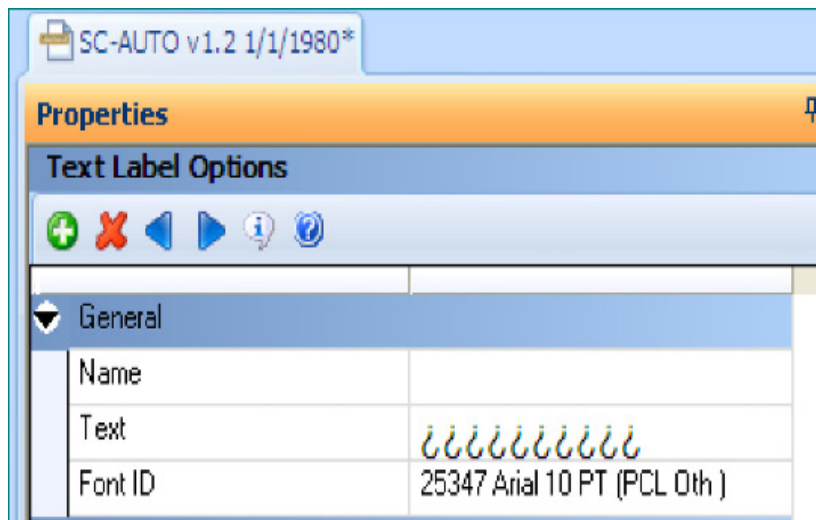 SC-AUTO v1.2 1/1/1980*
Properties
Text Label Options
General
Name
Text ¿¿¿¿¿¿¿¿¿¿
Font ID 25347 Arial 10 PT (PCL Oth )